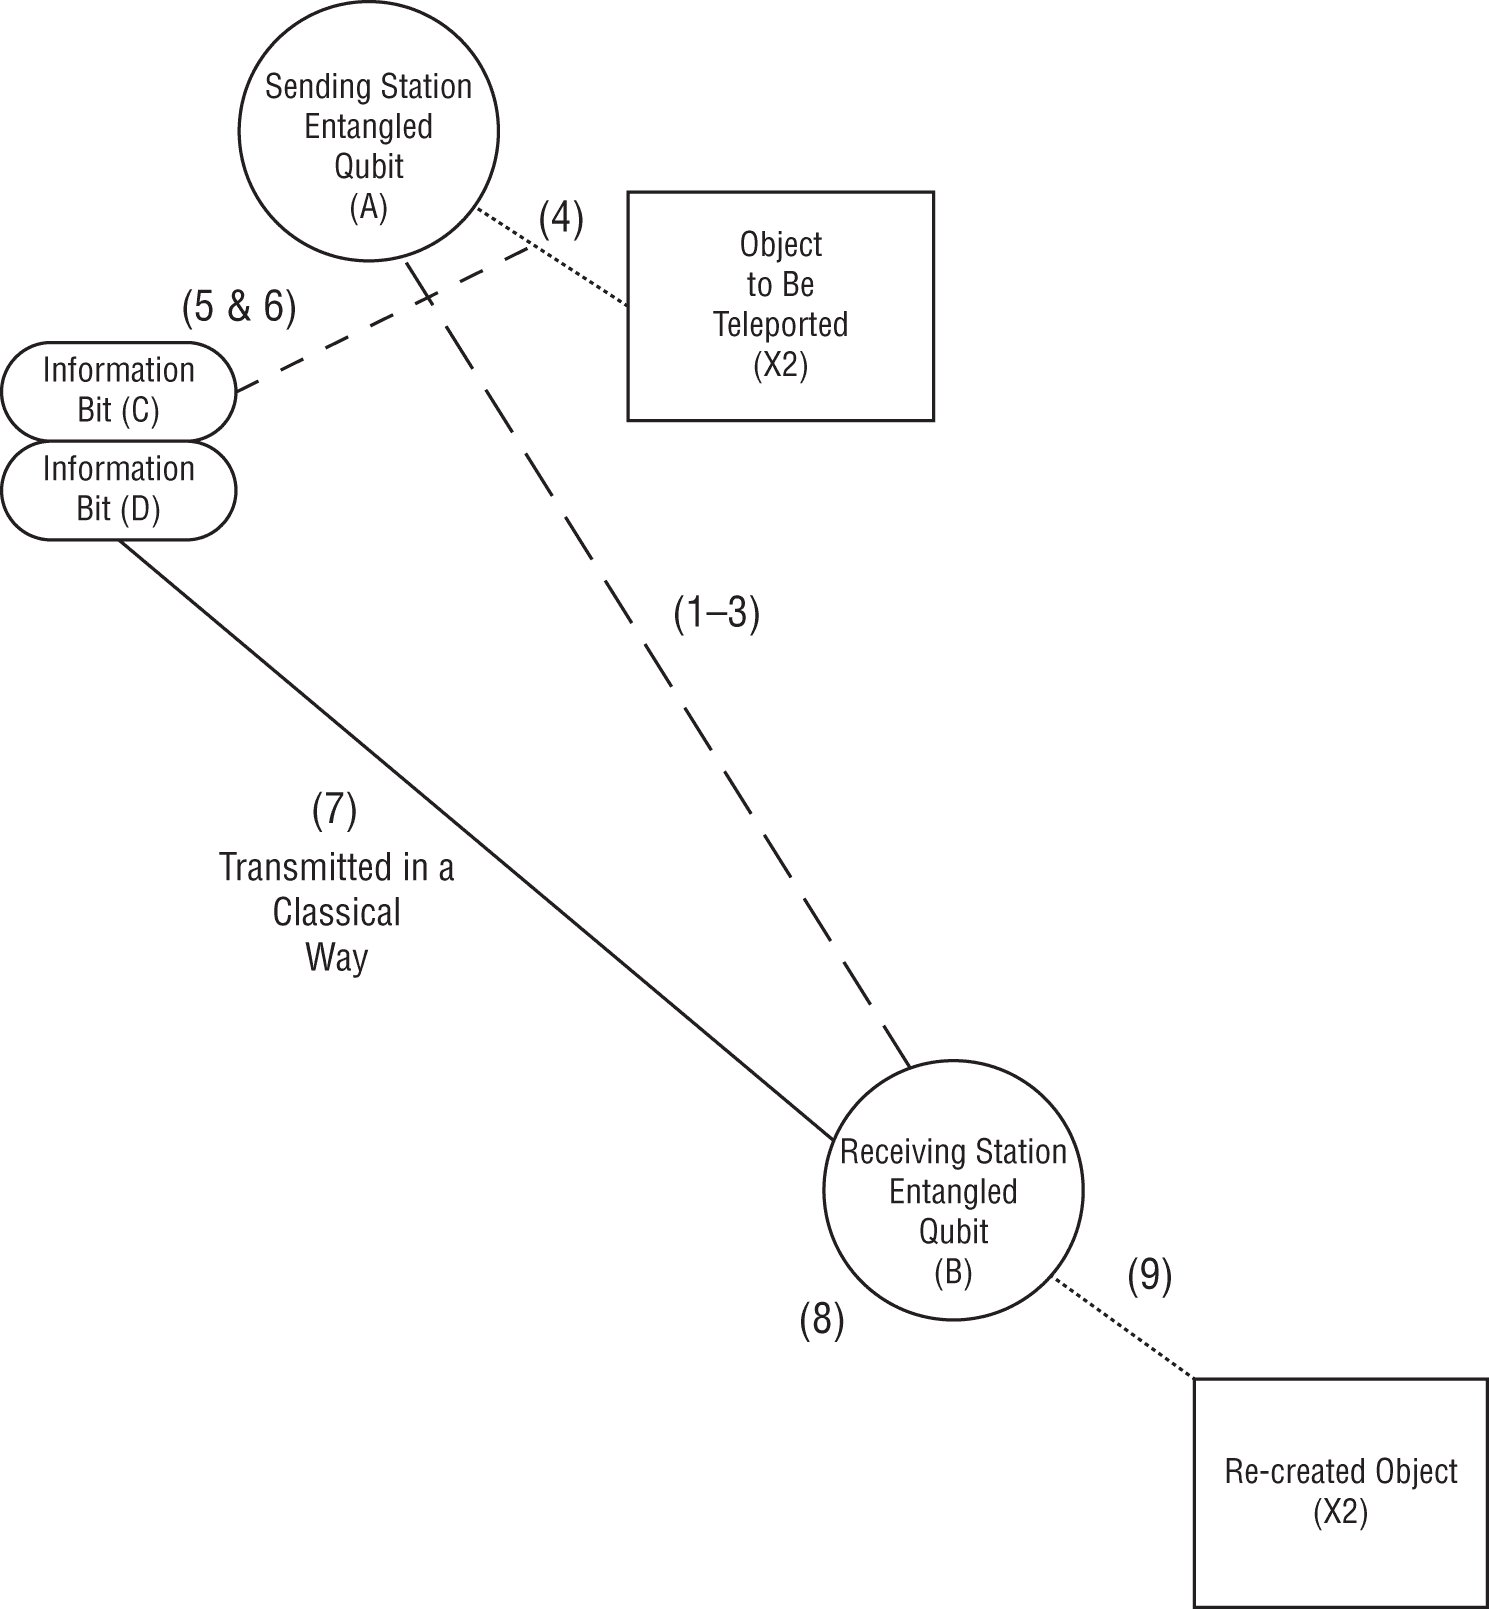 Sending Station
Entangled
Qubit
(A)
(4)
Object
to Be
Teleported
(X2)
(5 & 6)
Information
Bit (C)
Information
Bit (D)
(1–3)
(7)
Transmitted in a
Classical
Way
Receiving Station
Entangled
Qubit
(B)
(8)
(9)
Re-created Object
(X2)